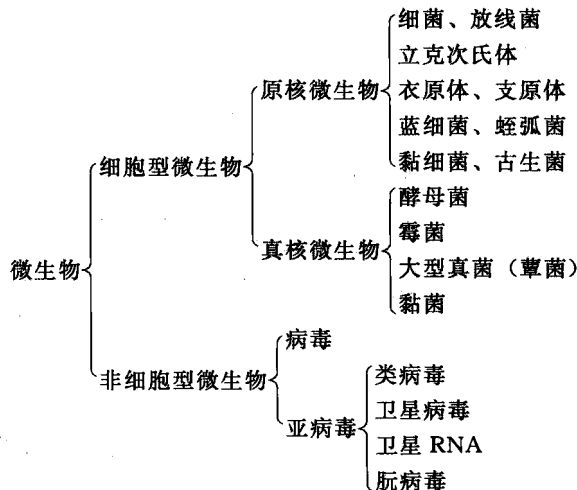 细菌、放线菌
立克次氏体
原核微生物
衣原体、支原体
蓝细菌、蛭弧菌
细胞型微生物
黏细菌、古生菌
酵母菌
霉菌
真核微生物
微生物
大型真菌（蕈菌）
黏菌
病毒
非细胞型微生物
类病毒
卫星病毒
亚病毒
卫星 RNA
朊病毒